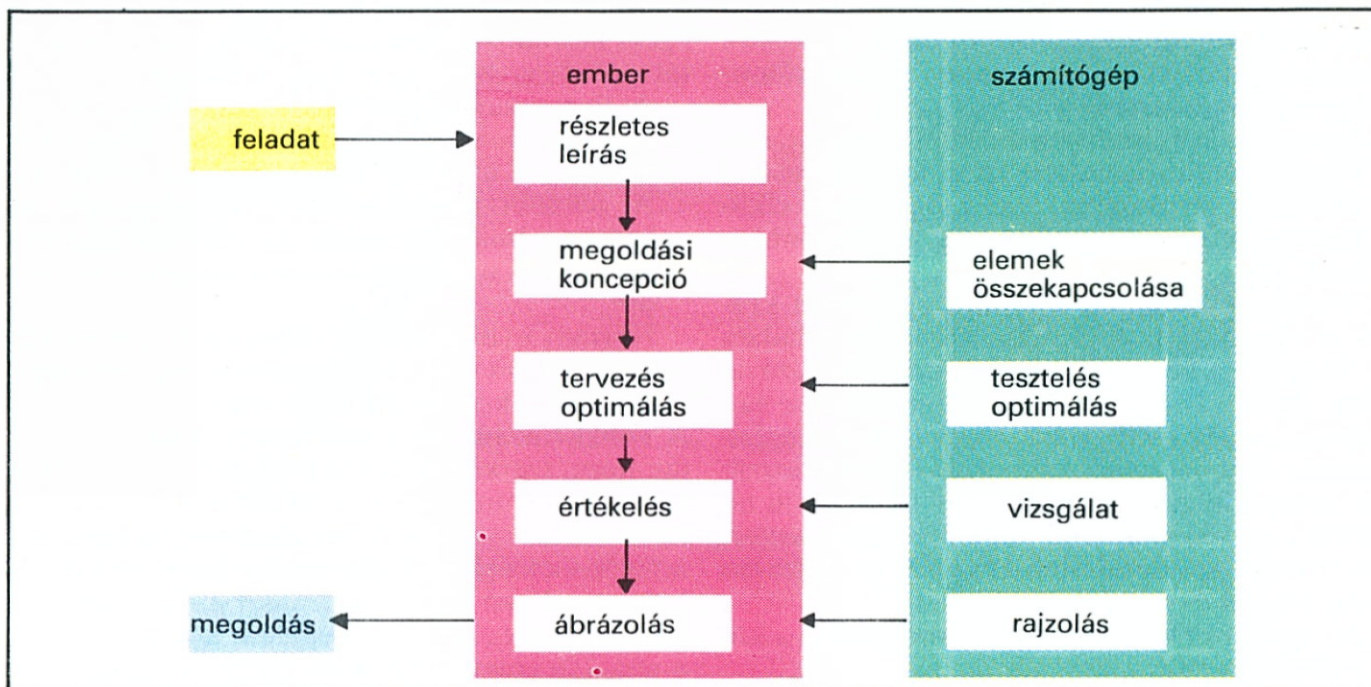 ember
számítógép
feladat
részletes
leírás
megoldási
koncepció
elemek
összekapcsolása
tervezés
optimálás
tesztelés
optimálás
értékelés
vizsgálat
megoldás
ábrázolás
rajzolás